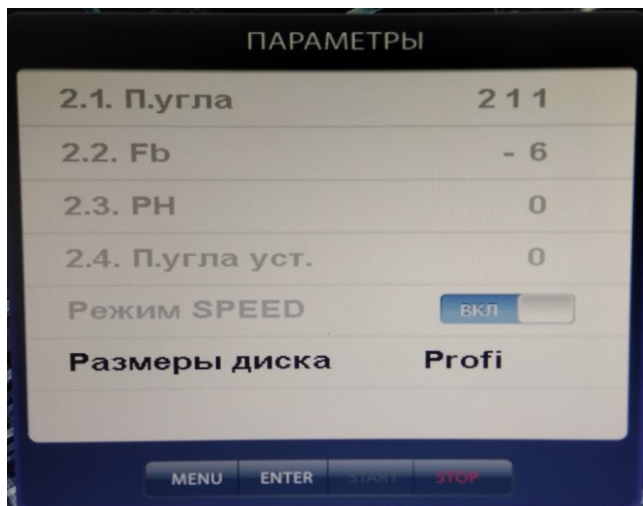 ПАРАМЕТРЫ
2.1. П.угла 211
2.2. Fb - 6
2.3. PH 0
2.4. П.угла уст. 0
Режим SPEED ВКЛ
Размеры диска Profi
MENU ENTER START STOP